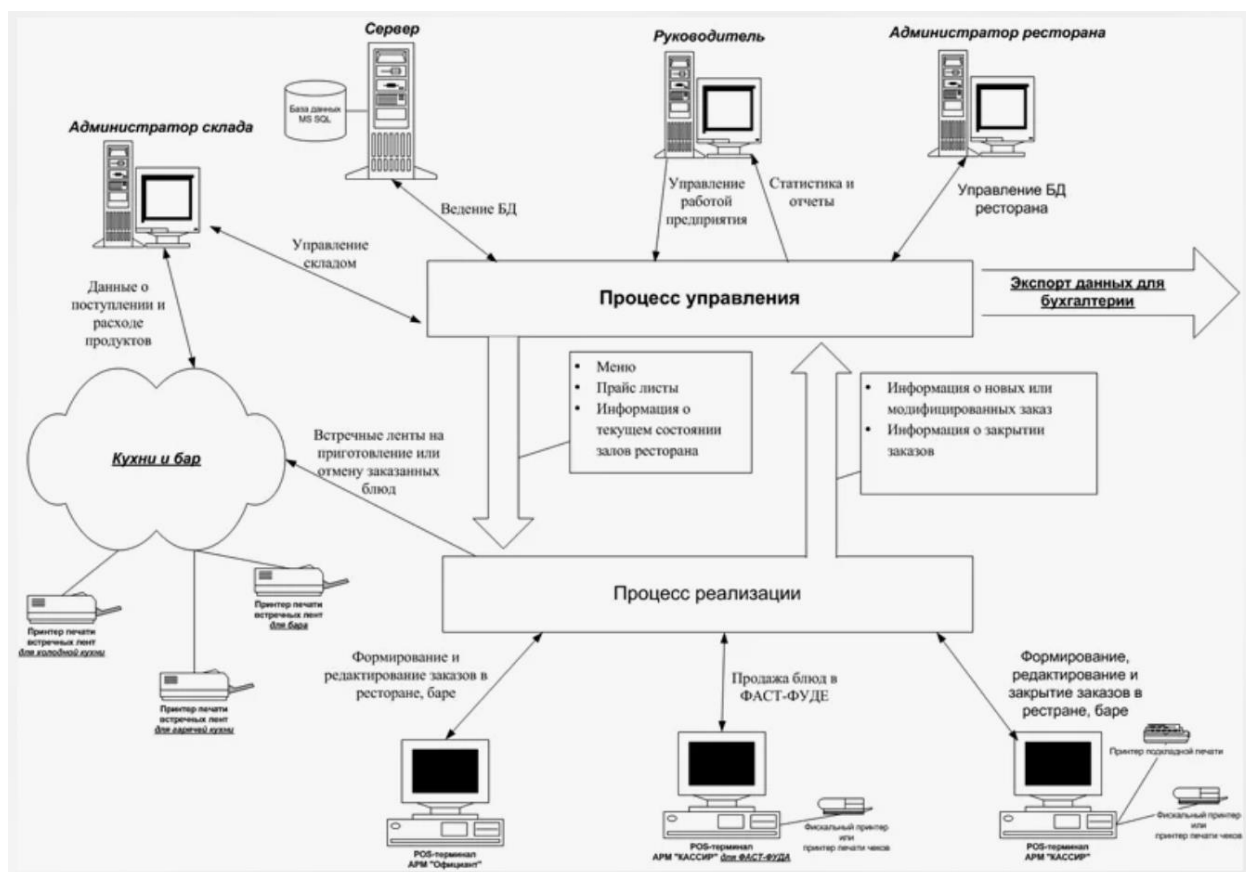 Сервер
Руководитель
Администратор ресторана
База данных
MS SQL
Администратор склада
Ведение БД
Управление
работой
предприятия
Статистика и
отчеты
Управление БД
ресторана
Управление
складом
Данные о
поступлении и
расходе
продуктов
Процесс управления
Экспорт данных для
бухгалтерии
• Меню
• Прайс листы
• Информация о
текущем состоянии
залов ресторана
• Информация о новых или
модифицированных заказ
• Информация о закрытии
заказов
Встречные ленты на
приготовление или
отмену заказанных
блюд
Кухни и бар
Принтер печати
встречных лент
для бара
Принтер печати
встречных лент
для холодной кухни
Принтер печати
встречных лент
для гарячей кухни
Процесс реализации
Формирование и
редактирование заказов в
ресторане, баре
Продажа блюд в
ФАСТ-ФУДЕ
Формирование,
редактирование и
закрытие заказов в
рестране, баре
Принтер подкладной печати
Фискальный принтер
или
принтер печати чеков
Фискальный принтер
или
принтер печати чеков
POS-терминал
АРМ "Официант"
POS-терминал
АРМ "КАССИР" для ФАСТ-ФУДА
POS-терминал
АРМ "КАССИР"